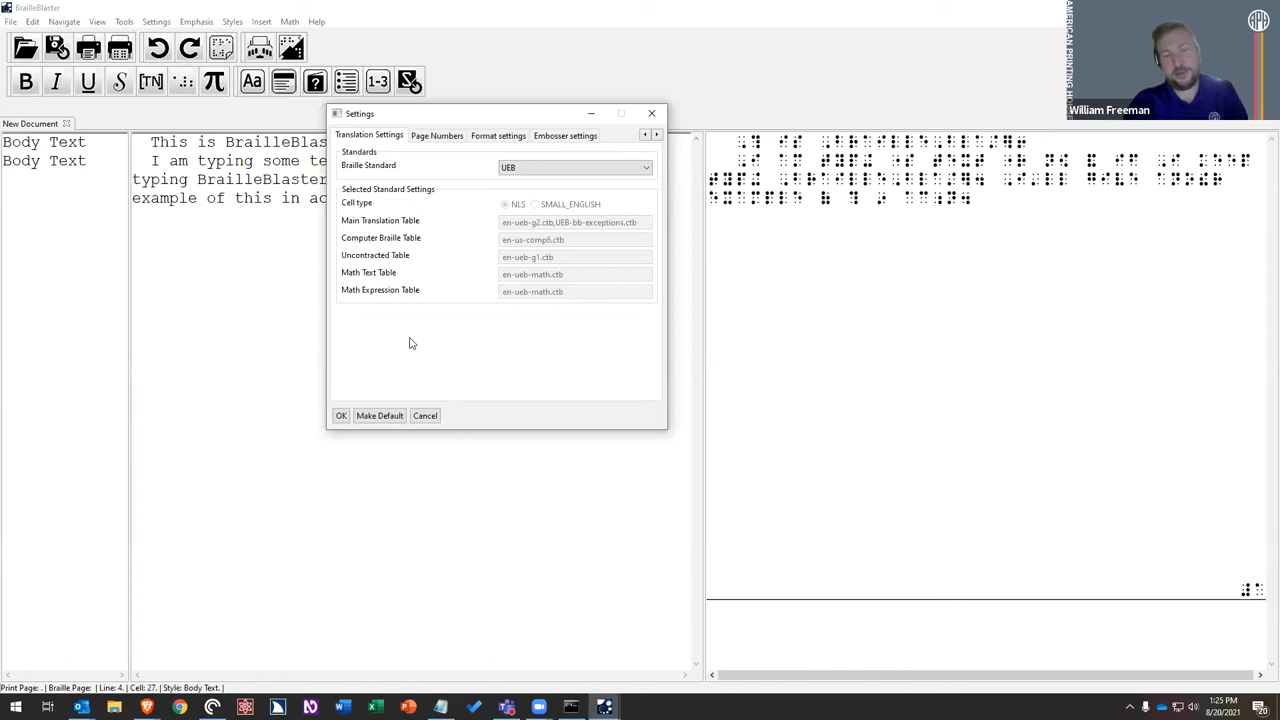 BrailleBlaster
File Edit Navigate View Tools Settings Emphasis Styles Insert Math Help
B I U S [TN] π Aa 1-3
New Document
Body Text
Body Text
This is BrailleBlas
I am typing some te
typing BrailleBlaster
example of this in ac
Settings
Translation Settings Page Numbers Format settings Embosser settings
Standards
Braille Standard UEB
Selected Standard Settings
Cell type NLS SMALL_ENGLISH
Main Translation Table en-ueb-g2.ctb,UEB-bb-exceptions.ctb
Computer Braille Table en-us-comp6.ctb
Uncontracted Table en-ueb-g1.ctb
Math Text Table en-ueb-math.ctb
Math Expression Table en-ueb-math.ctb
OK Make Default Cancel
AMERICAN PRINTING HO
William Freeman
Print Page: . | Braille Page: | Line: 4. | Cell: 27. | Style: Body Text. |
1:25 PM
8/20/2021
20